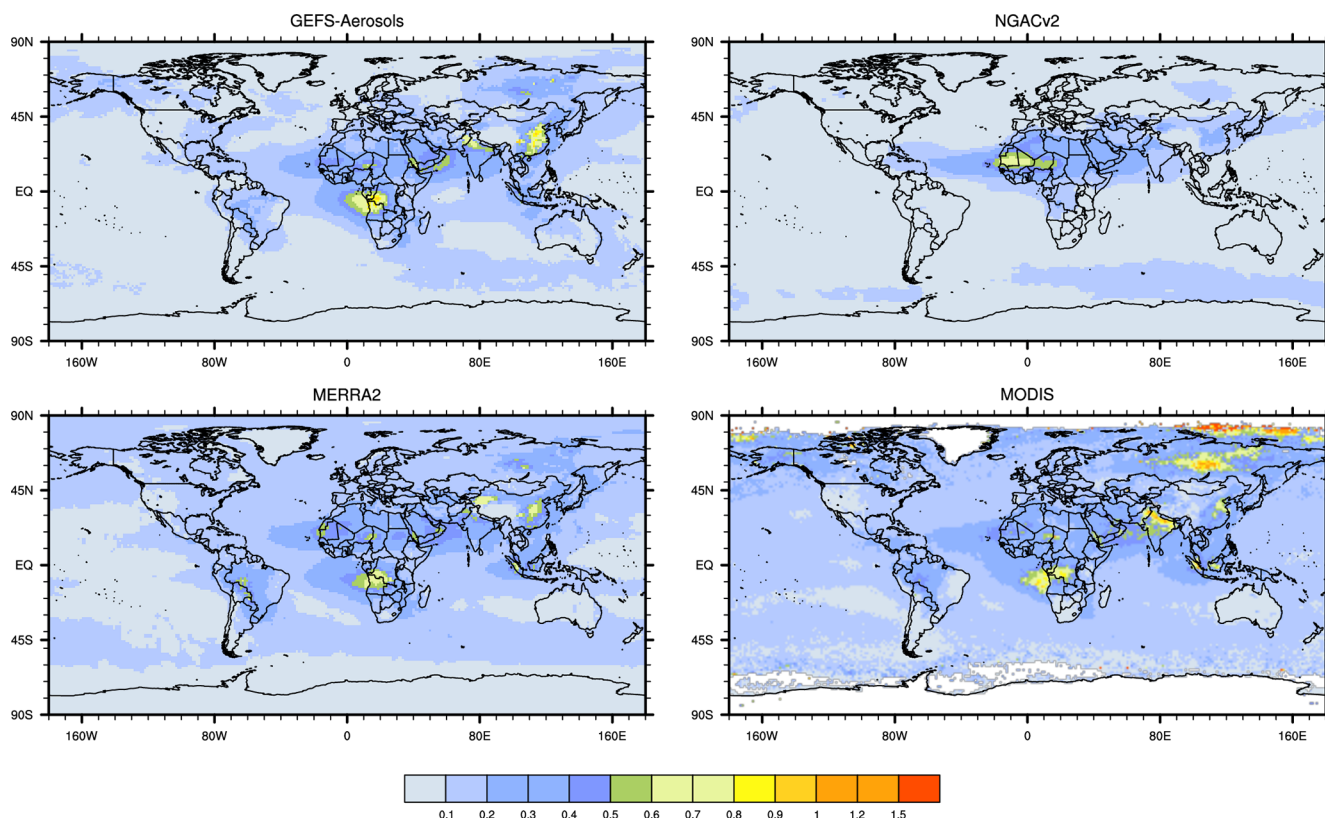 GEFS-Aerosols
NGACv2
90N
45N
EQ
45S
90S
160W 80W 0 80E 160E
90N
45N
EQ
45S
90S
160W 80W 0 80E 160E
MERRA2
MODIS
90N
45N
EQ
45S
90S
160W 80W 0 80E 160E
90N
45N
EQ
45S
90S
160W 80W 0 80E 160E
0.1 0.2 0.3 0.4 0.5 0.6 0.7 0.8 0.9 1 1.2 1.5